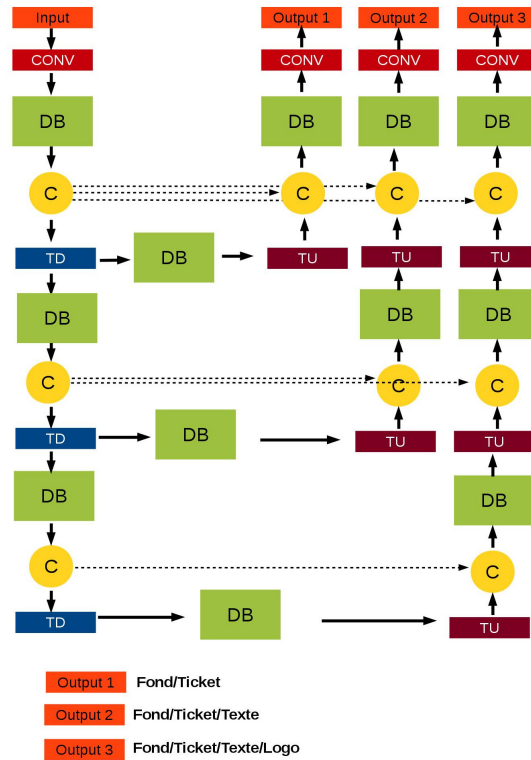 Input Output 1 Output 2 Output 3
CONV CONV CONV CONV
DB DB DB DB
C C C C
TD DB TU TU TU
DB DB DB
C C C
TD DB TU TU
DB DB
C C
TD DB TU
Output 1 Fond/Ticket
Output 2 Fond/Ticket/Texte
Output 3 Fond/Ticket/Texte/Logo